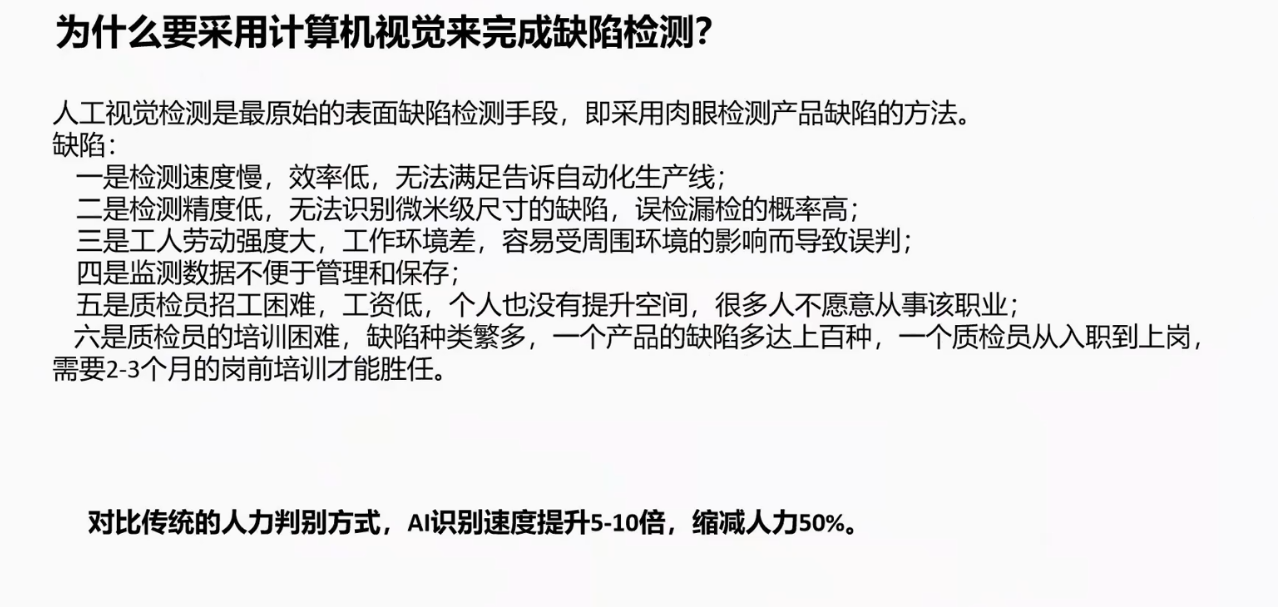 为什么要采用计算机视觉来完成缺陷检测？
人工视觉检测是最原始的表面缺陷检测手段，即采用肉眼检测产品缺陷的方法。
缺陷：
一是检测速度慢，效率低，无法满足告诉自动化生产线；
二是检测精度低，无法识别微米级尺寸的缺陷，误检漏检的概率高；
三是工人劳动强度大，工作环境差，容易受周围环境的影响而导致误判；
四是监测数据不便于管理和保存；
五是质检员招工困难，工资低，个人也没有提升空间，很多人不愿意从事该职业；
六是质检员的培训困难，缺陷种类繁多，一个产品的缺陷多达上百种，一个质检员从入职到上岗，
需要2-3个月的岗前培训才能胜任。
对比传统的人力判别方式，AI识别速度提升5-10倍，缩减人力50%。